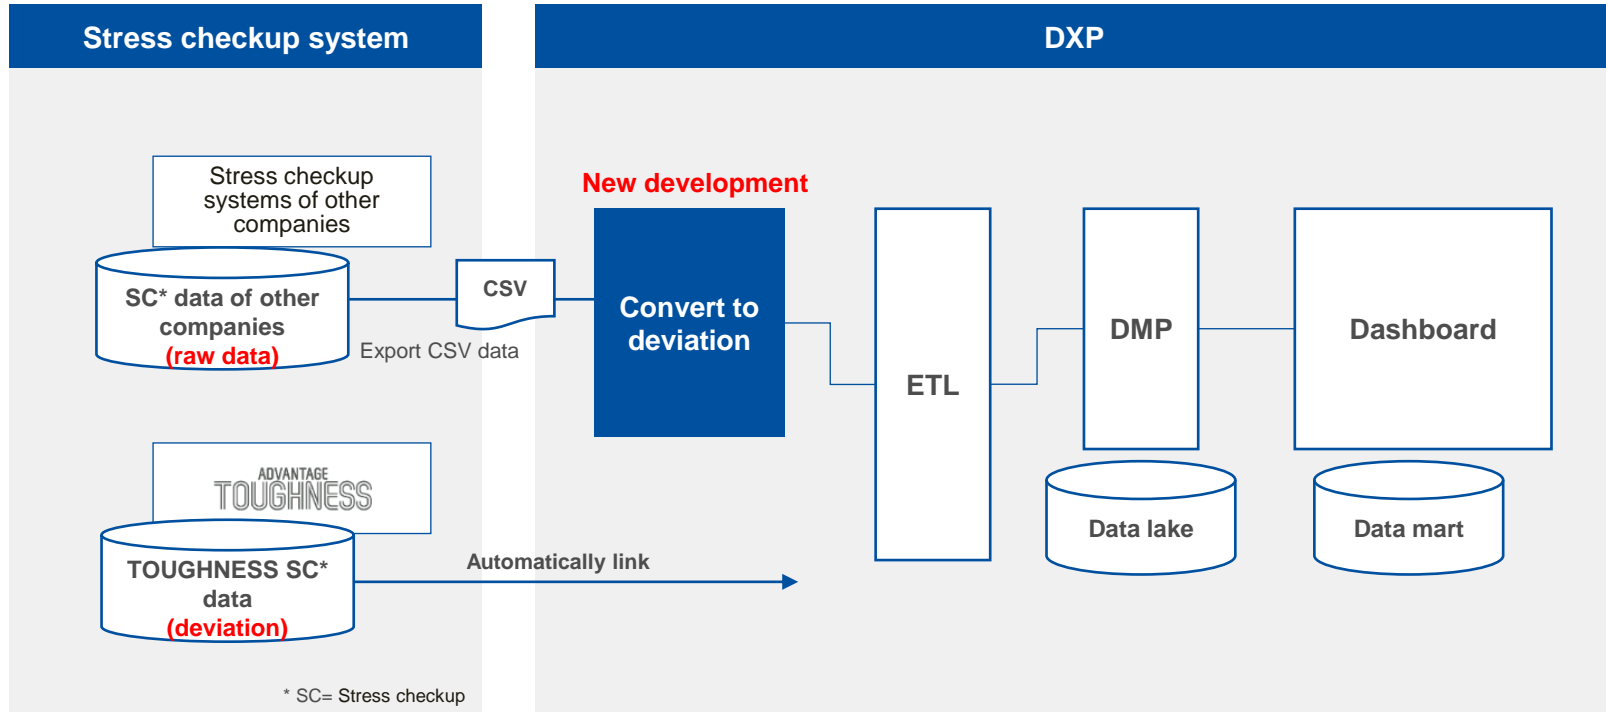 Stress checkup system
DXP
Stress checkup
systems of other
companies
SC* data of other
companies
(raw data)
CSV
Export CSV data
New development
Convert to
deviation
ETL
DMP
Dashboard
Data lake
Data mart
ADVANTAGE
TOUGHNESS
TOUGHNESS SC*
data
(deviation)
Automatically link
* SC= Stress checkup